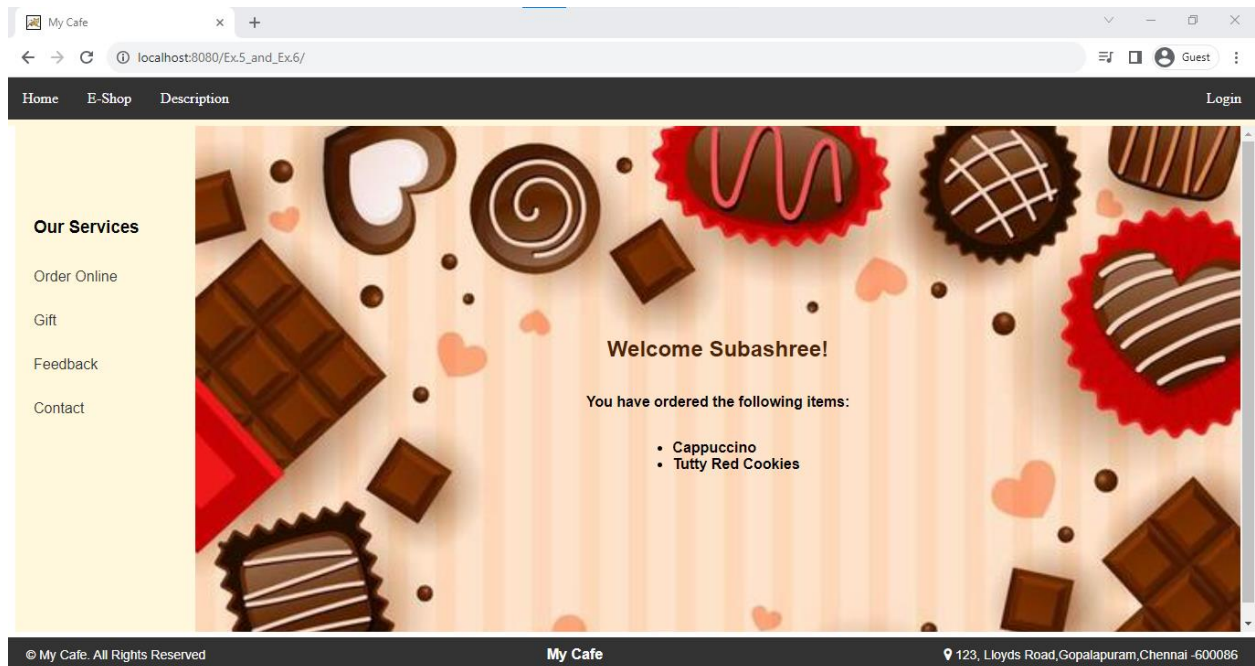 My Cafe
localhost:8080/Ex.5_and_Ex.6/
Guest
Home E-Shop Description Login
Our Services
Order Online
Gift
Feedback
Contact
Welcome Subashree!
You have ordered the following items:
• Cappuccino
• Tutty Red Cookies
© My Cafe. All Rights Reserved My Cafe 123, Lloyds Road,Gopalapuram,Chennai -600086